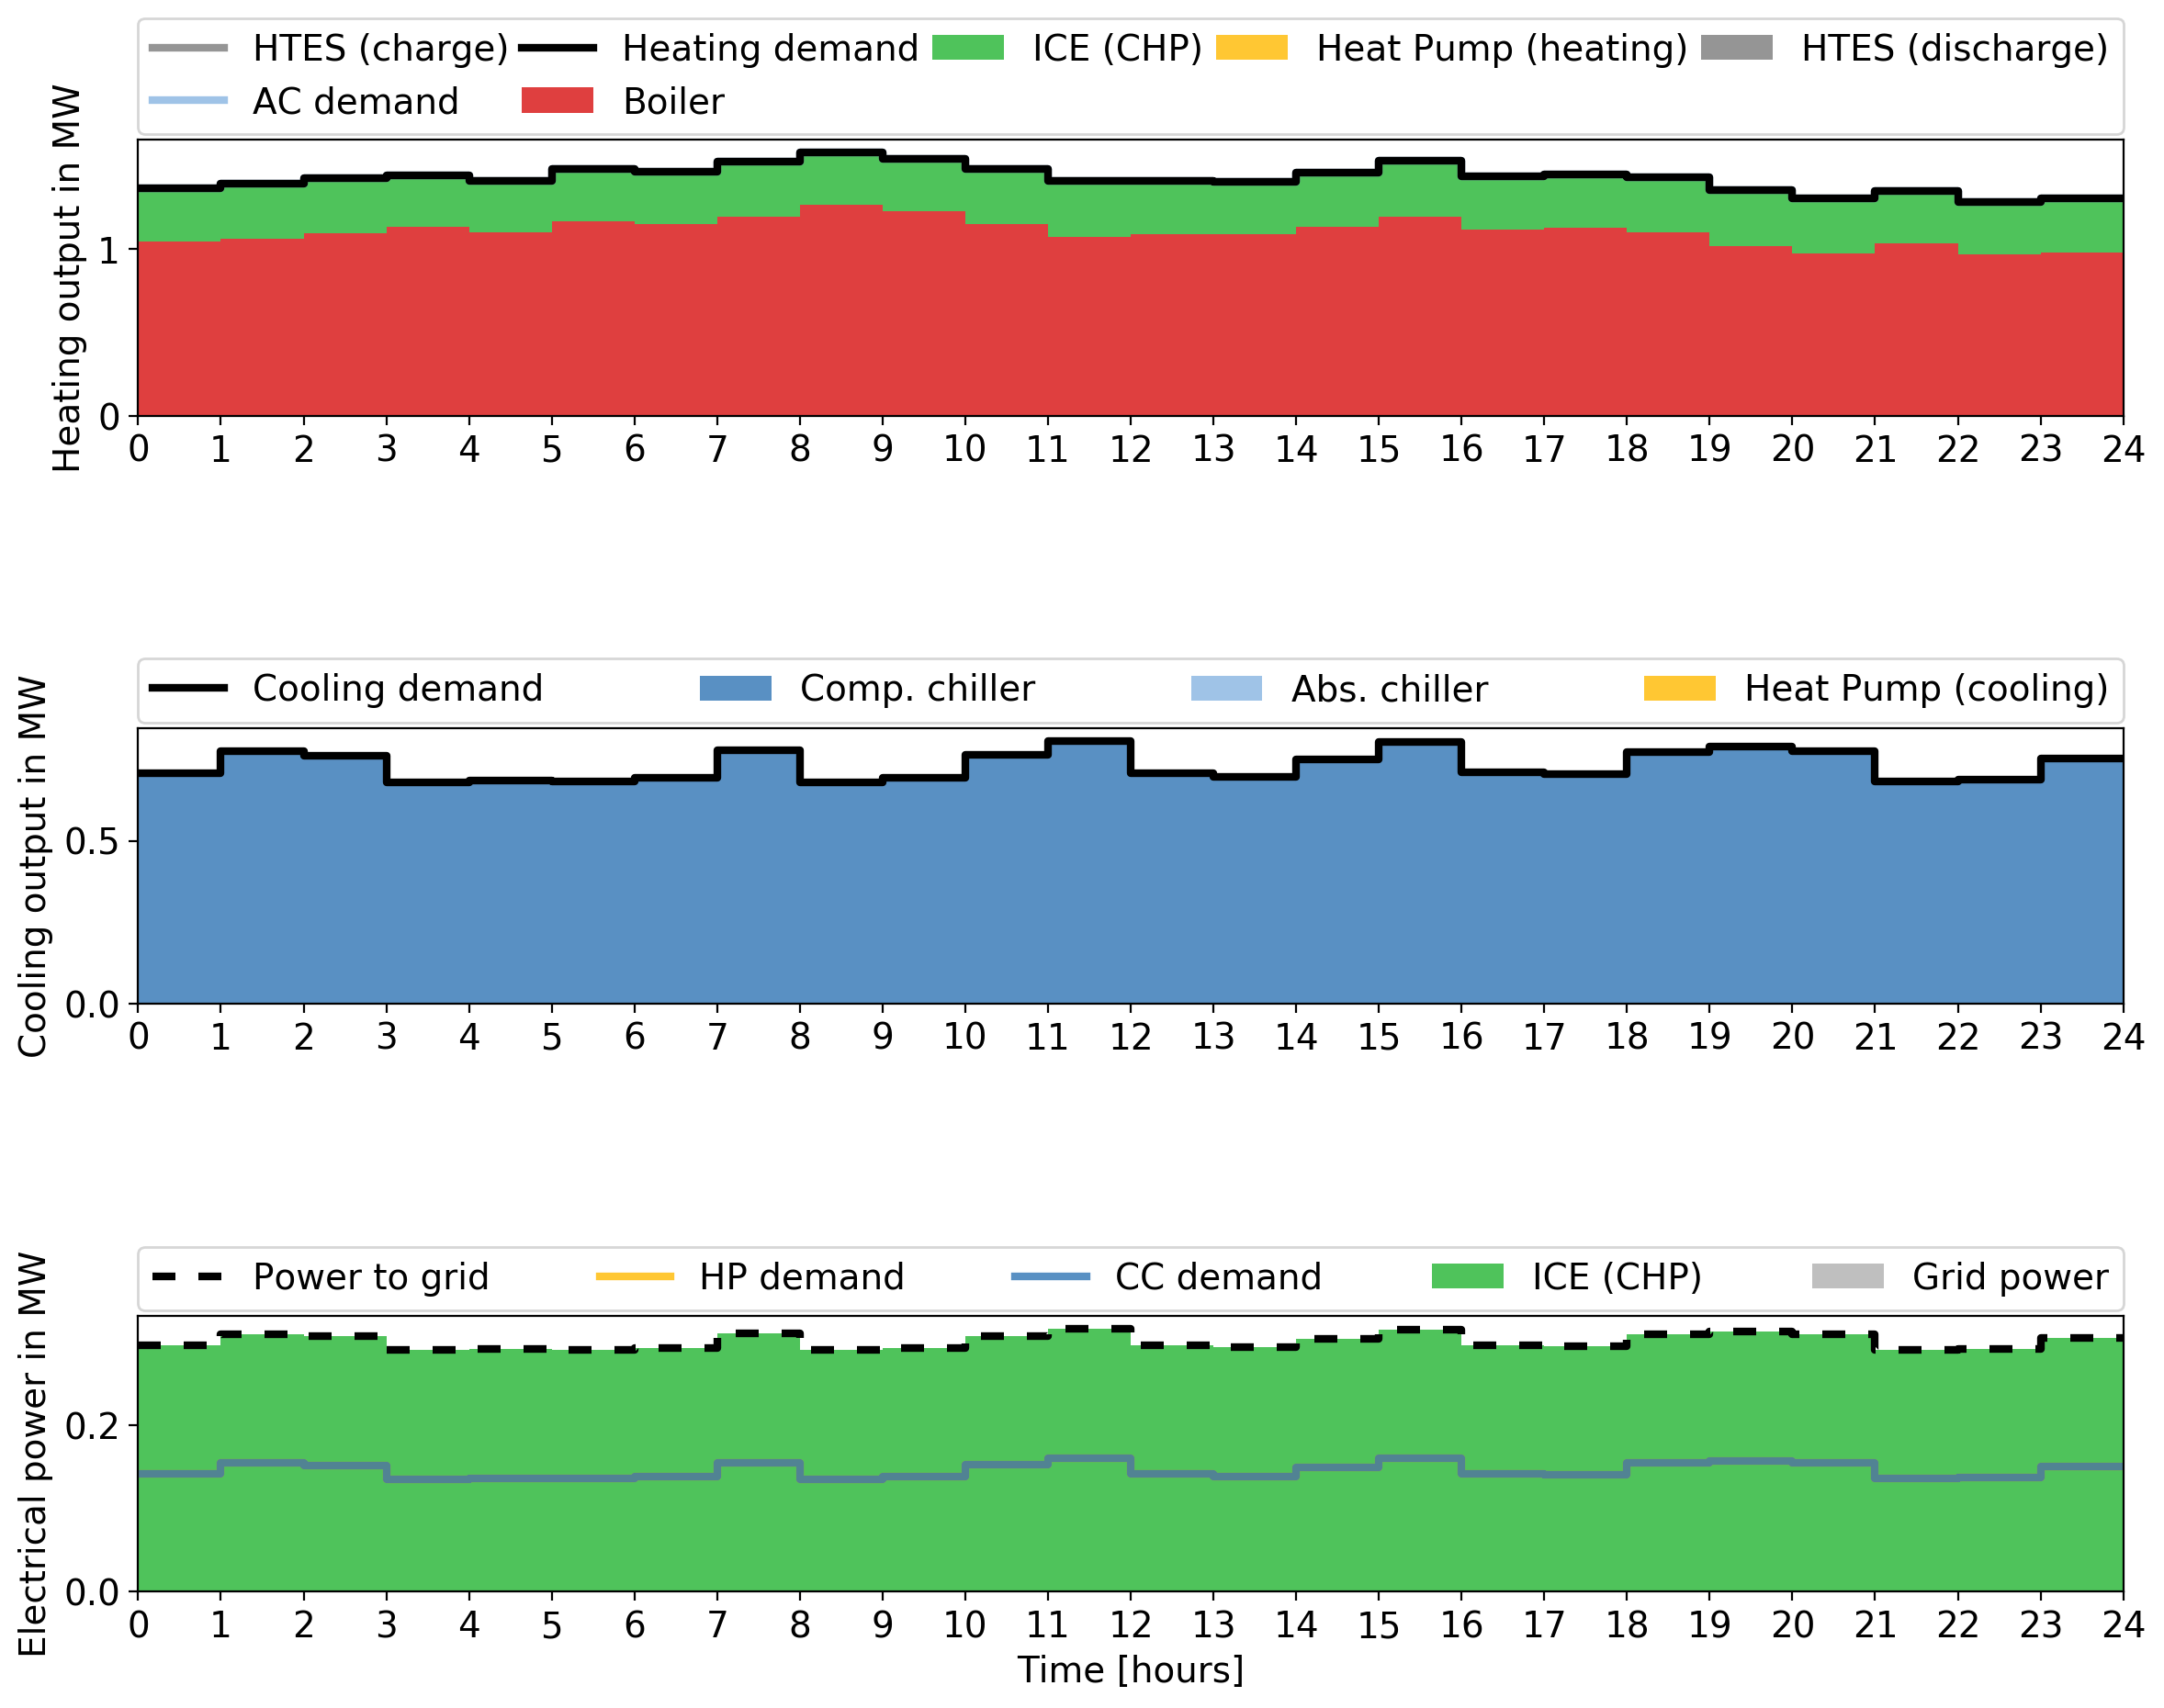 HTES (charge) Heating demand ICE (CHP) Heat Pump (heating) HTES (discharge)
AC demand Boiler
Heating output in MW
1
0
0 1 2 3 4 5 6 7 8 9 10 11 12 13 14 15 16 17 18 19 20 21 22 23 24
Cooling demand Comp. chiller Abs. chiller Heat Pump (cooling)
Cooling output in MW
0.5
0.0
0 1 2 3 4 5 6 7 8 9 10 11 12 13 14 15 16 17 18 19 20 21 22 23 24
Power to grid HP demand CC demand ICE (CHP) Grid power
Electrical power in MW
0.2
0.0
0 1 2 3 4 5 6 7 8 9 10 11 12 13 14 15 16 17 18 19 20 21 22 23 24
Time [hours]